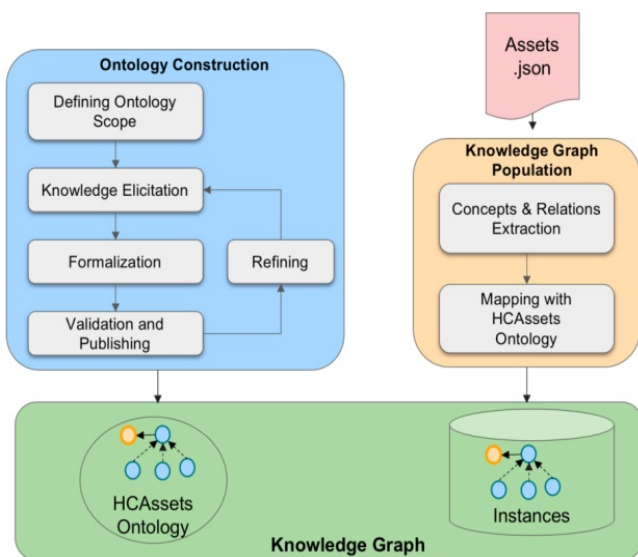 Ontology Construction
Defining Ontology
Scope
Knowledge Elicitation
Formalization
Refining
Validation and
Publishing
Assets
.json
Knowledge Graph
Population
Concepts & Relations
Extraction
Mapping with
HCAssets
Ontology
HCAssets
Ontology
Instances
Knowledge Graph